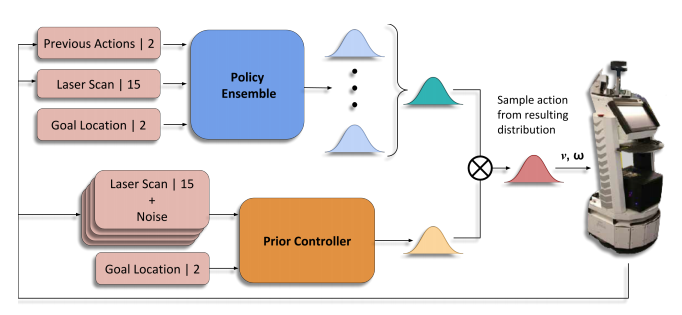 Previous Actions | 2
Laser Scan | 15
Goal Location | 2
Policy
Ensemble
Sample action
from resulting
distribution
v, ω
Laser Scan | 15
+
Noise
Goal Location | 2
Prior Controller